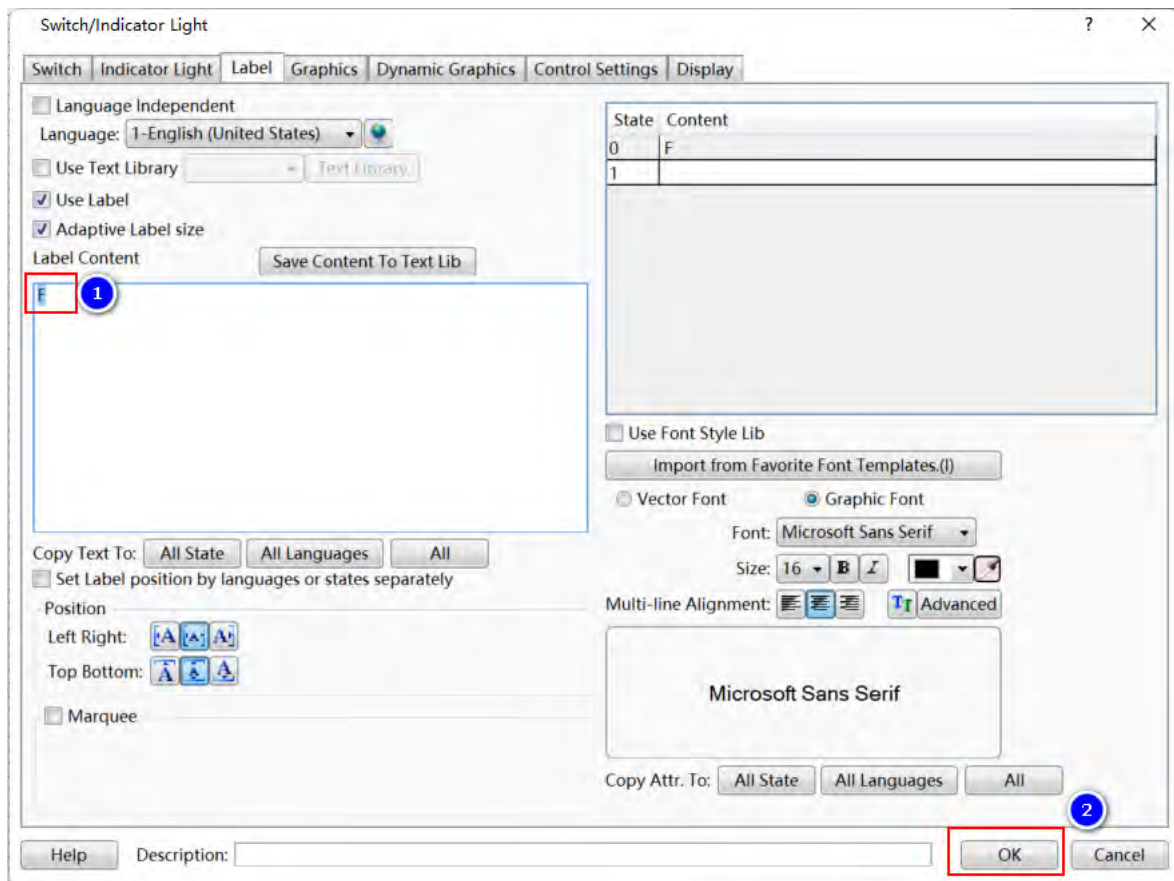 Switch/Indicator Light
?
Switch Indicator Light Label Graphics Dynamic Graphics Control Settings Display
Language Independent
Language: 1-English (United States)
Use Text Library Text Library
Use Label
Adaptive Label size
Label Content Save Content To Text Lib
F 1
Copy Text To: All State All Languages All
Set Label position by languages or states separately
Position
Left Right: A A A
Top Bottom: A A A
Marquee
State Content
0 F
1
Use Font Style Lib
Import from Favorite Font Templates.(I)
Vector Font Graphic Font
Font: Microsoft Sans Serif
Size: 16 B I
Multi-line Alignment: TT Advanced
Microsoft Sans Serif
Copy Attr. To: All State All Languages All
2
Help Description: OK Cancel